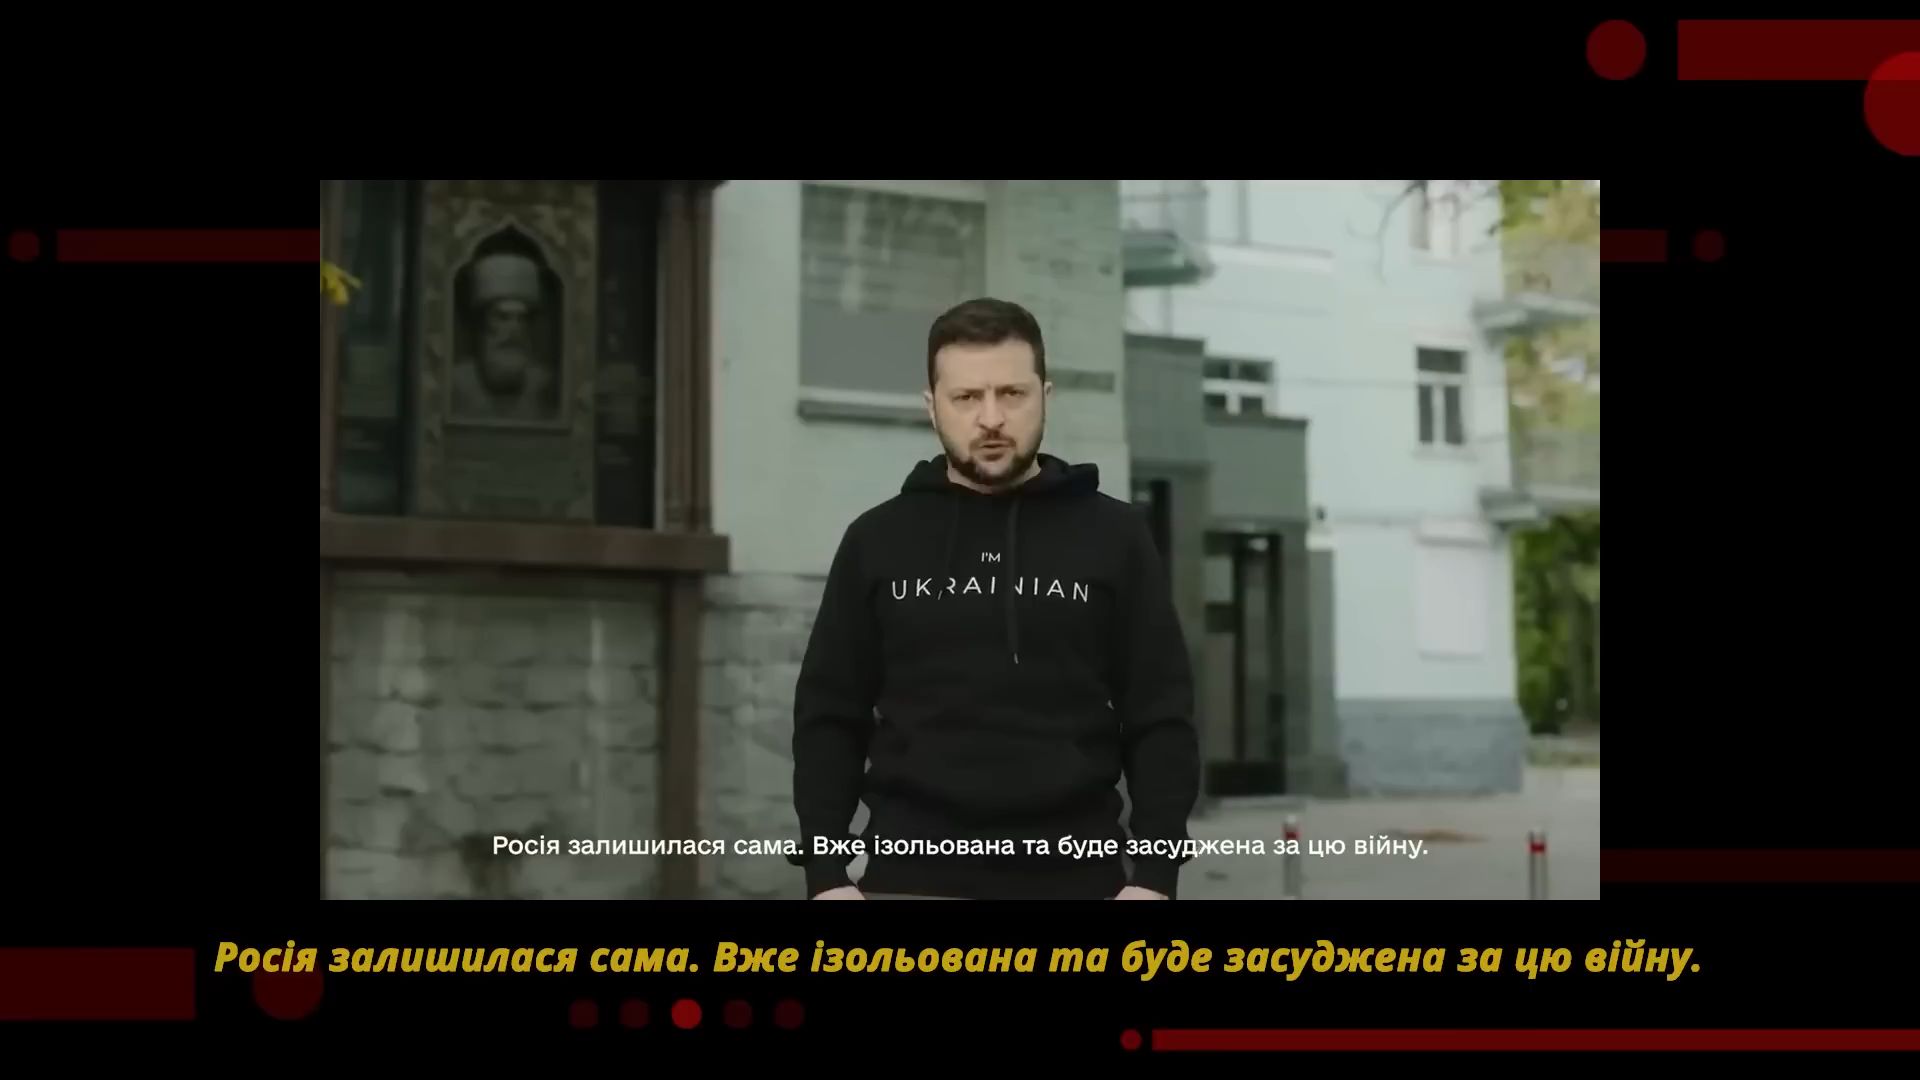 I'M
UKRAINIAN
Росія залишилася сама. Вже ізольована та буде засуджена за цю війну.
Росія залишилася сама. Вже ізольована та буде засуджена за цю війну.